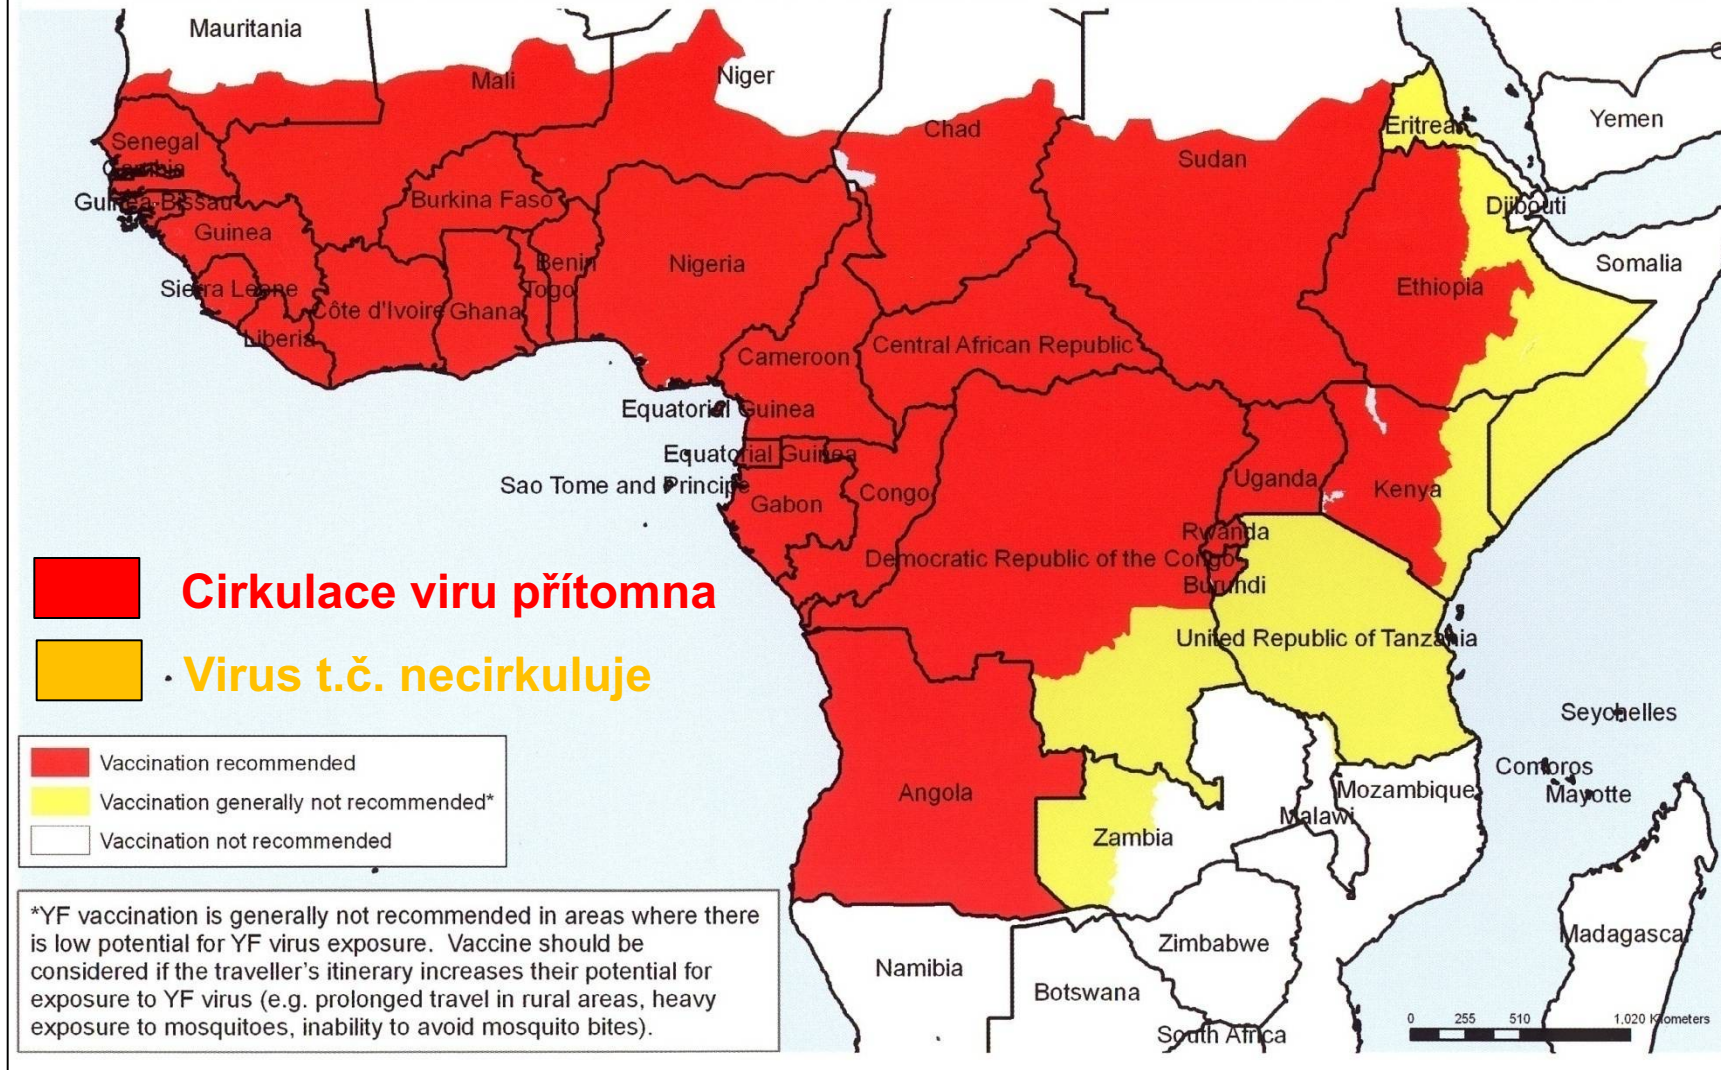 Mauritania
Mali
Niger
Chad
Sudan
Eritrea
Yemen
Senegal
Gambia
Guinea-Bissau
Guinea
Burkina Faso
Benin
Togo
Nigeria
Djibouti
Somalia
Ethiopia
Sierra Leone
Liberia
Côte d'Ivoire
Ghana
Cameroon
Central African Republic
Equatorial Guinea
Equatorial Guinea
Sao Tome and Principe
Gabon
Congo
Uganda
Kenya
Rwanda
Democratic Republic of the Congo
Burundi
Cirkulace viru přítomna
United Republic of Tanzania
Virus t.č. necirkuluje
Seychelles
Comoros
Mayotte
Mozambique
Malawi
Angola
Zambia
Vaccination recommended
Vaccination generally not recommended*
Vaccination not recommended
*YF vaccination is generally not recommended in areas where there
is low potential for YF virus exposure. Vaccine should be
considered if the traveller's itinerary increases their potential for
exposure to YF virus (e.g. prolonged travel in rural areas, heavy
exposure to mosquitoes, inability to avoid mosquito bites).
Namibia
Botswana
Zimbabwe
South Africa
Madagascar
0 255 510 1,020 Kilometers